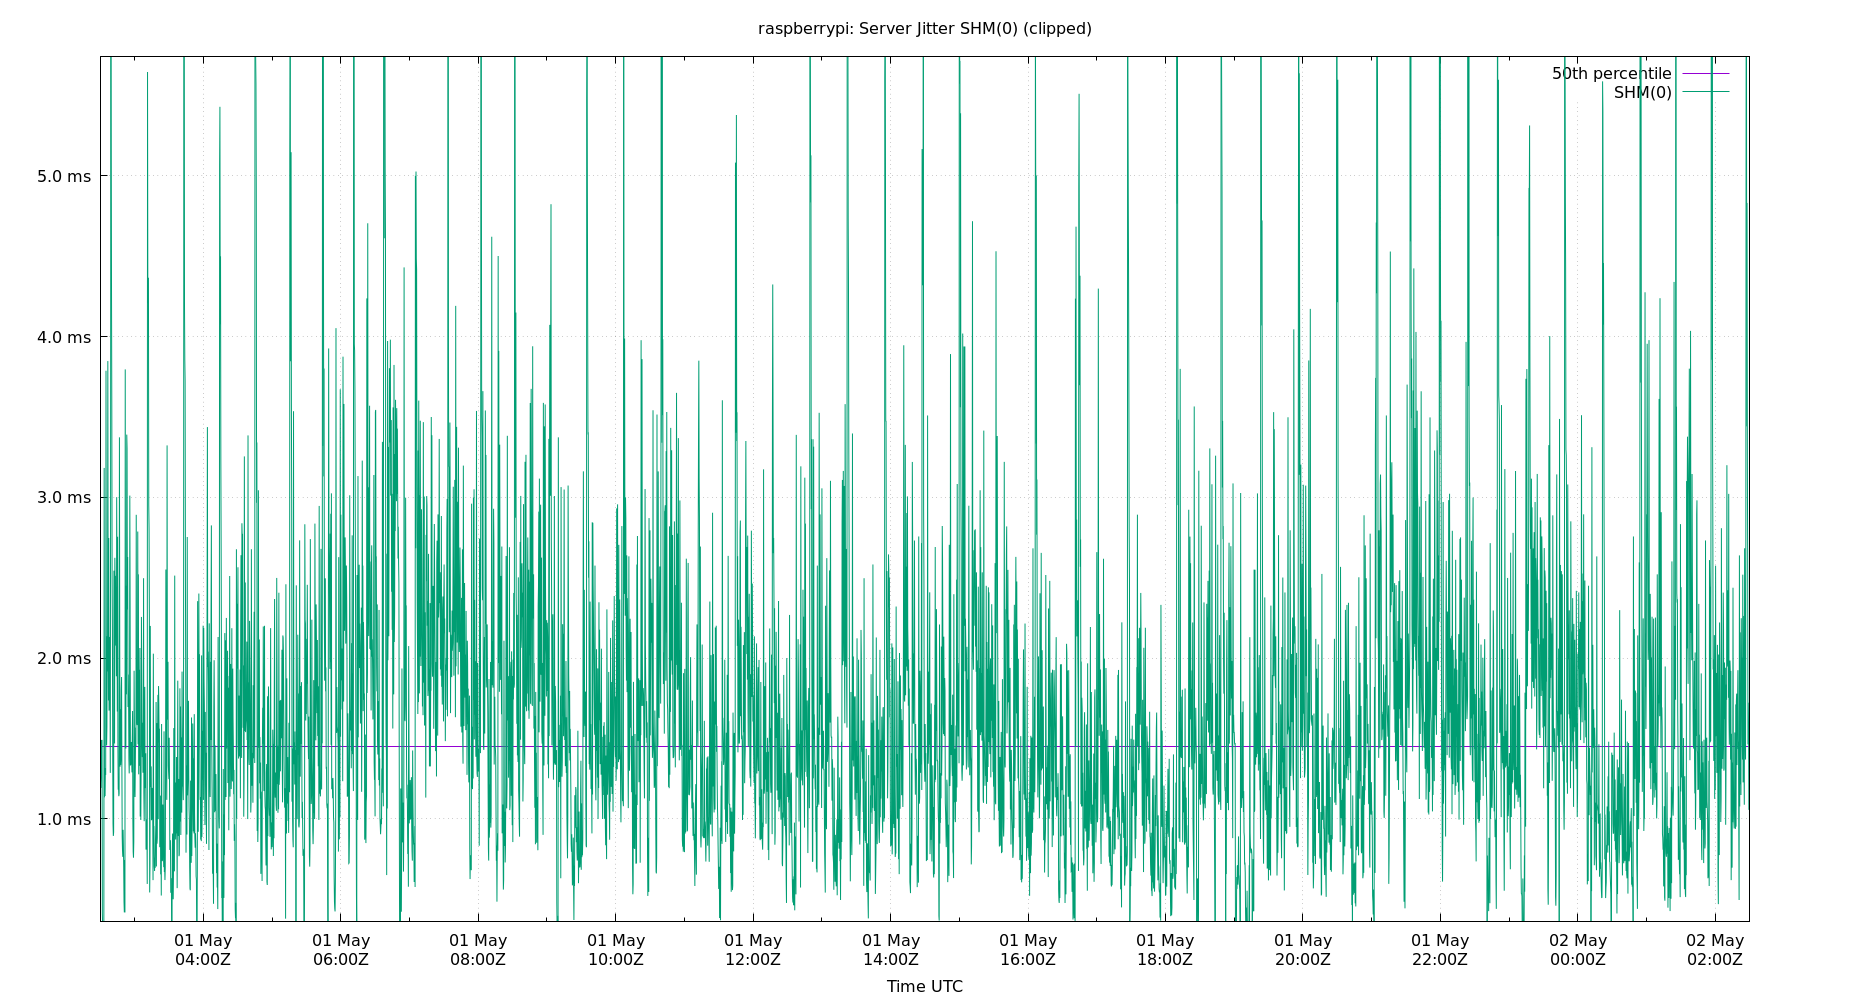 raspberrypi: Server Jitter SHM(0) (clipped)
50th percentile
SHM(0)
5.0 ms
4.0 ms
3.0 ms
2.0 ms
1.0 ms
01 May 01 May 01 May 01 May 01 May 01 May 01 May 01 May 01 May 01 May 02 May 02 May
04:00Z 06:00Z 08:00Z 10:00Z 12:00Z 14:00Z 16:00Z 18:00Z 20:00Z 22:00Z 00:00Z 02:00Z
Time UTC